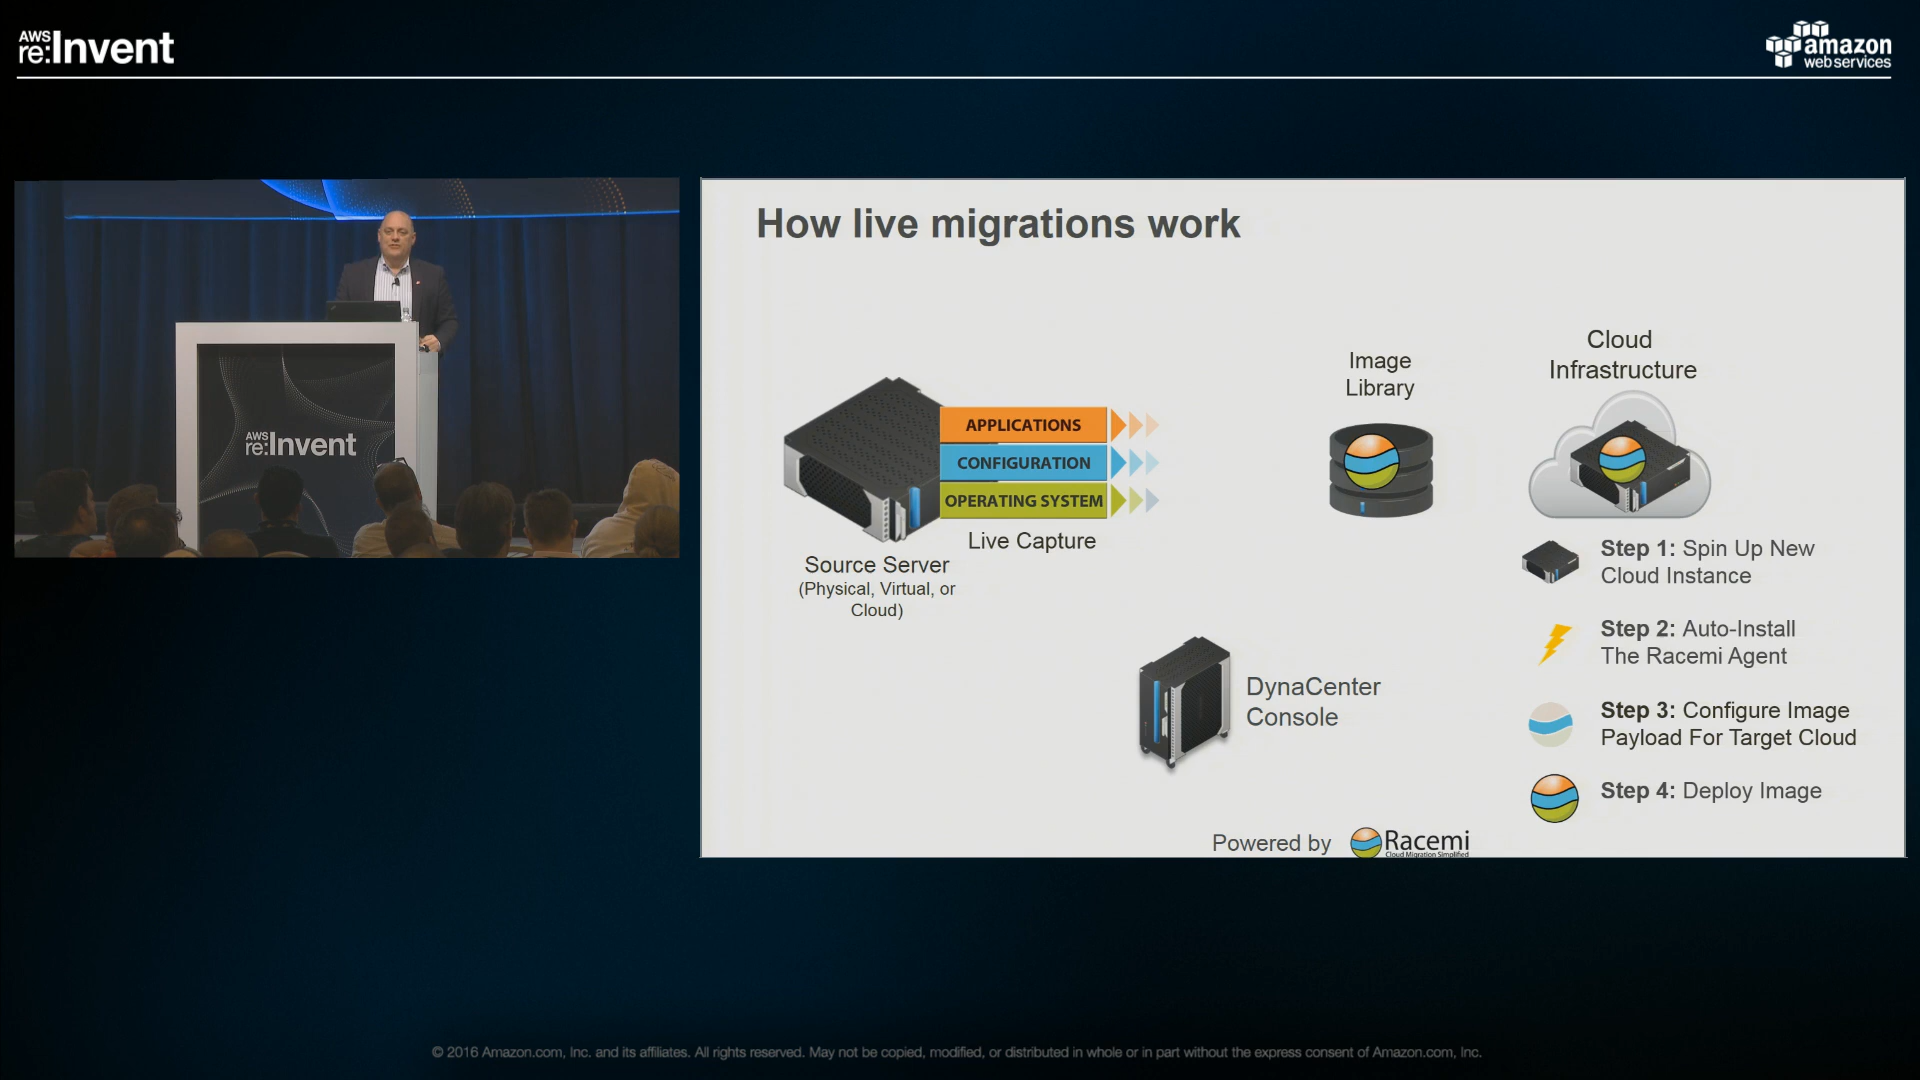 AWS
re:Invent
amazon
web services
AWS
re:Invent
How live migrations work
APPLICATIONS
CONFIGURATION
OPERATING SYSTEM
Live Capture
Source Server
(Physical, Virtual, or
Cloud)
Image
Library
Cloud
Infrastructure
Step 1: Spin Up New
Cloud Instance
Step 2: Auto-Install
The Racemi Agent
Step 3: Configure Image
Payload For Target Cloud
Step 4: Deploy Image
DynaCenter
Console
Powered by
Racemi
Cloud Migration Simplified
© 2016 Amazon.com, Inc. and its affiliates. All rights reserved. May not be copied, modified, or distributed in whole or in part without the express consent of Amazon.com, Inc.